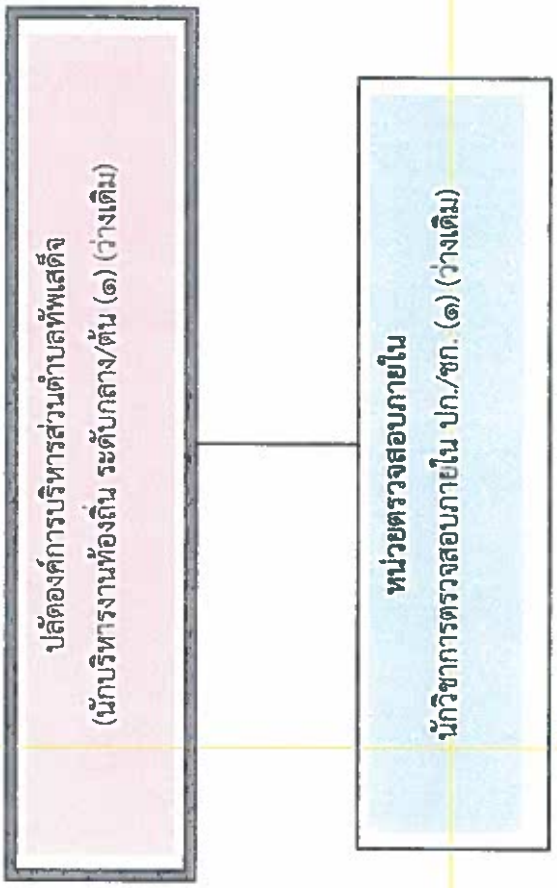 ปลัดองค์การบริหารส่วนตำบลทัพเสด็จ
(นักบริหารงานท้องถิ่น ระดับกลาง/ต้น (๑) (ว่างเดิม)
หน่วยตรวจสอบภายใน
นักวิชาการตรวจสอบภายใน ปก./ชก. (๑) (ว่างเดิม)